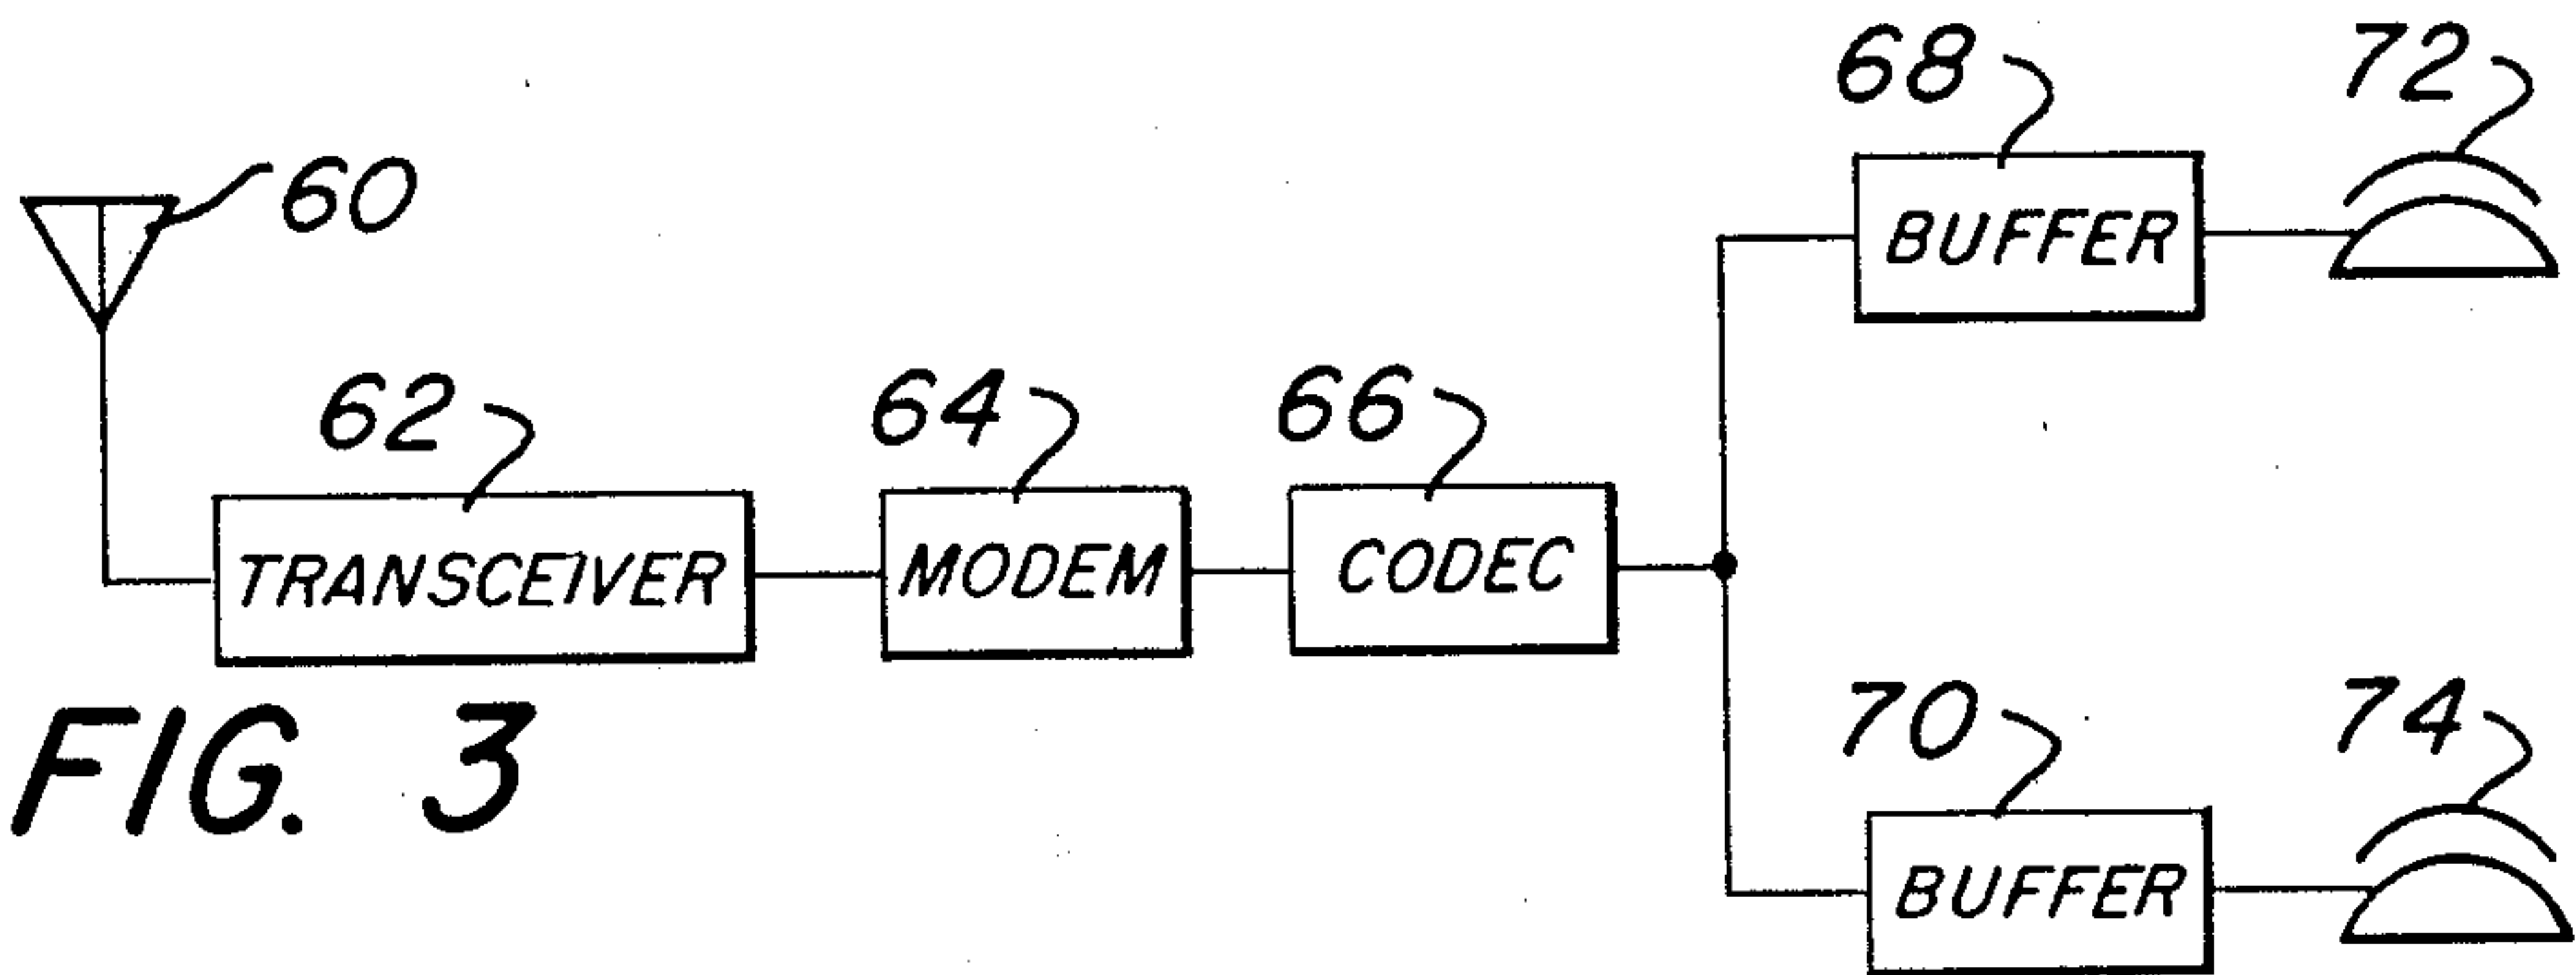 68
72
60
BUFFER
62
64
66
TRANSCEIVER
MODEM
CODEC
70
74
FIG. 3
BUFFER